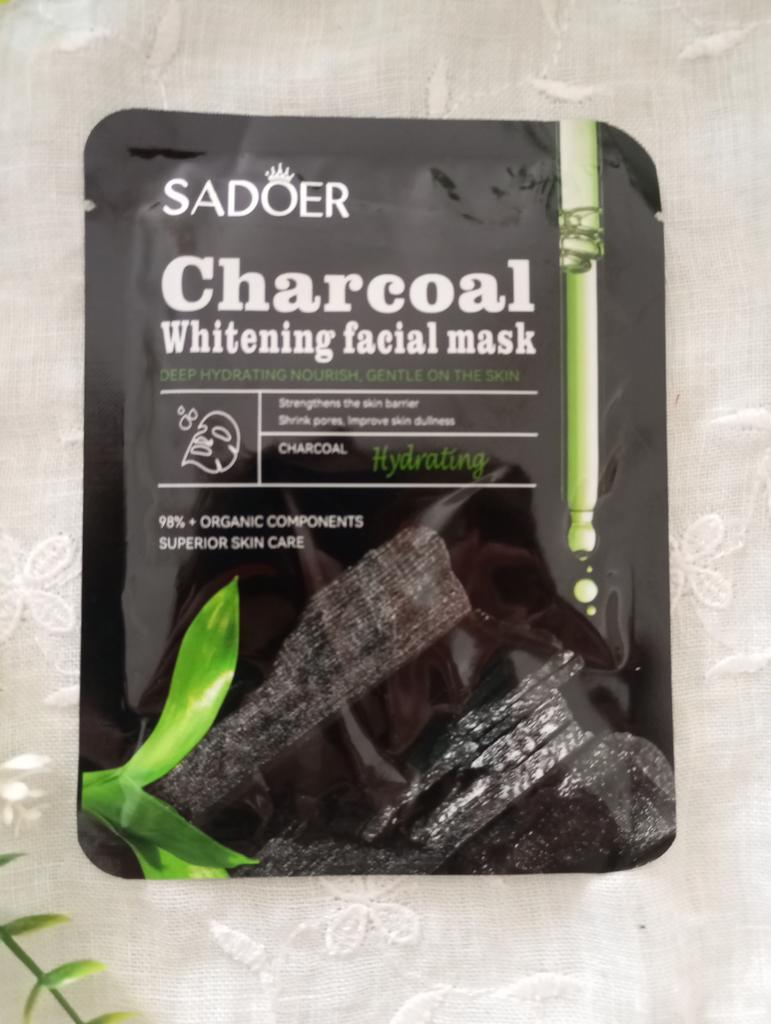 SADOER
Charcoal
Whitening facial mask
DEEP HYDRATING NOURISH, GENTLE ON THE SKIN
Strengthens the skin barrier
Shrink pores, Improve skin dullness
CHARCOAL
Hydrating
98% + ORGANIC COMPONENTS
SUPERIOR SKIN CARE